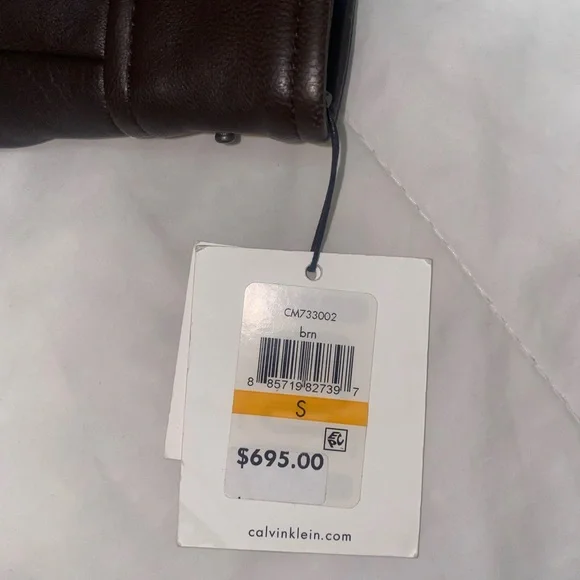 CM733002
brn
8 85719 82739 7
S
$695.00
calvinklein.com